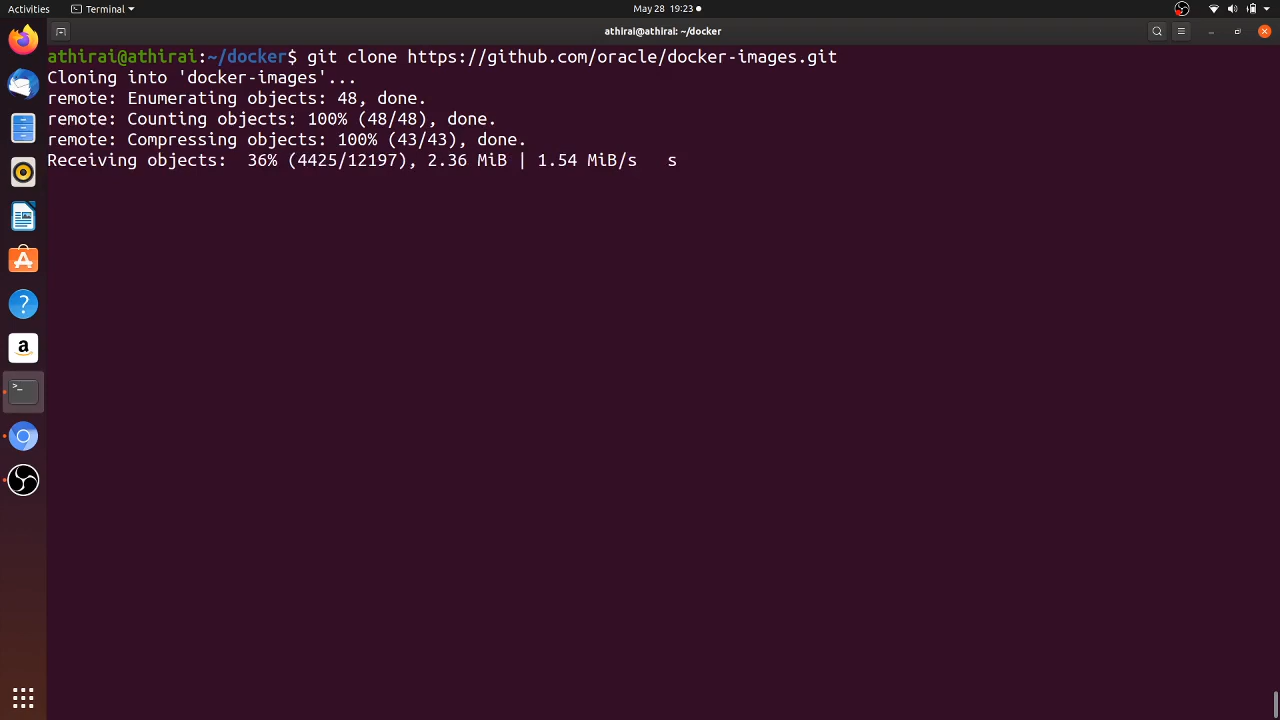 Activities Terminal May 28 19:23
athirai@athirai: ~/docker
athirai@athirai:~/docker$ git clone https://github.com/oracle/docker-images.git
Cloning into 'docker-images'...
remote: Enumerating objects: 48, done.
remote: Counting objects: 100% (48/48), done.
remote: Compressing objects: 100% (43/43), done.
Receiving objects:  36% (4425/12197), 2.36 MiB | 1.54 MiB/s   s